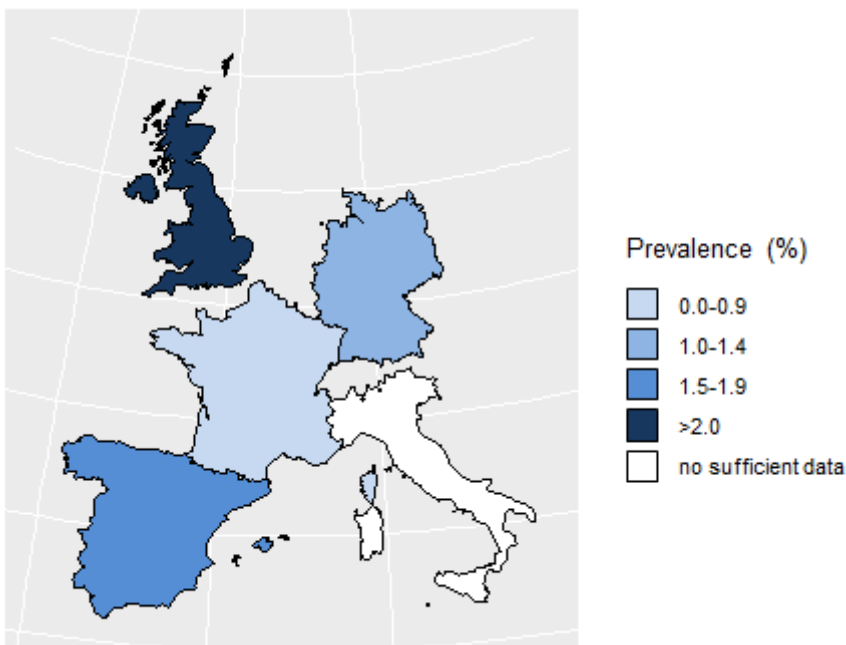 Prevalence (%)
0.0-0.9
1.0-1.4
1.5-1.9
>2.0
no sufficient data